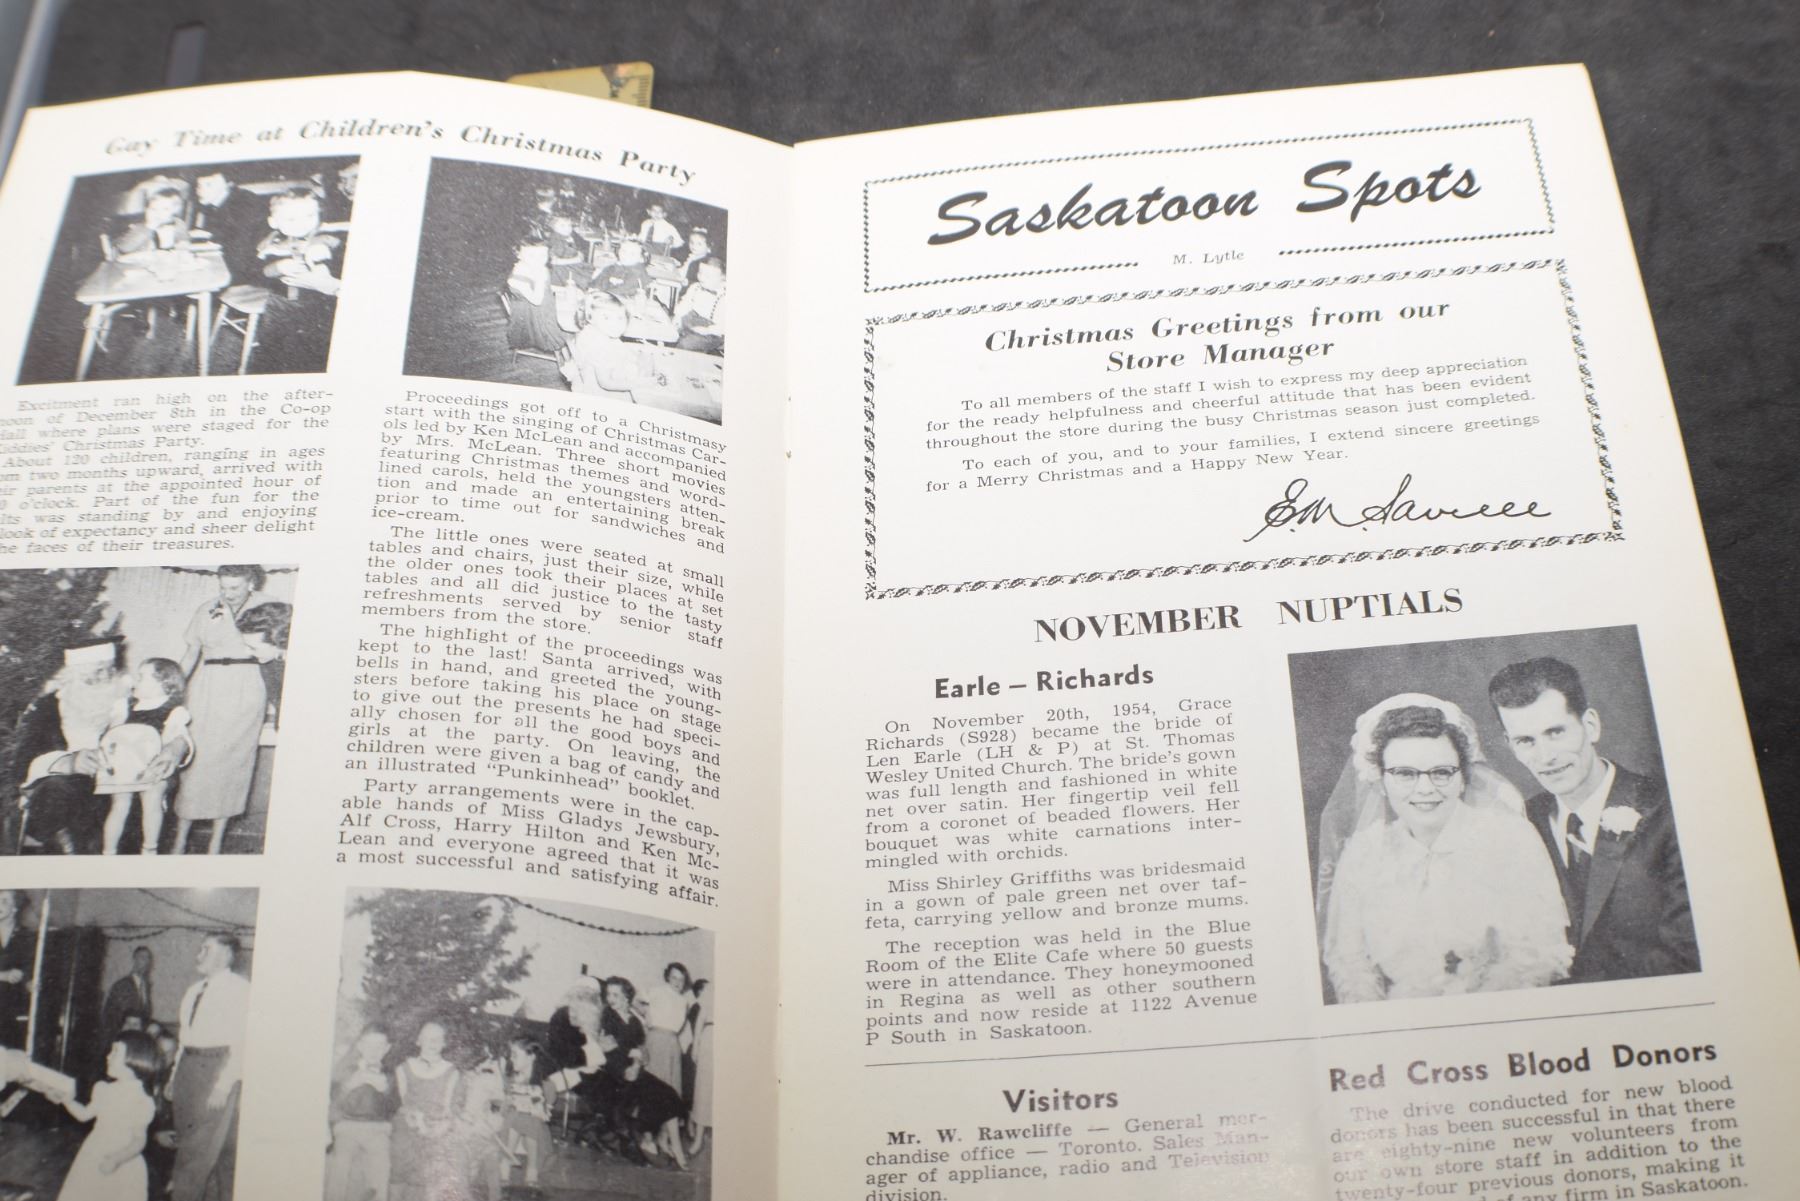 Gay Time at Children's Christmas Party
Excitment ran high on the after-
of December 8th in the Co-op
where plans were staged for the
Christmas Party.
About 120 children, ranging in ages
two months upward, arrived with
parents at the appointed hour of
o'clock. Part of the fun for the
was standing by and enjoying
look of expectancy and sheer delight
faces of their treasures.
Proceedings got off to a Christmasy
start with the singing of Christmas Car-
ols led by Ken McLean and accompanied
by Mrs. McLean. Three short movies
featuring Christmas themes and word-
lined carols, held the youngsters atten-
tion and made an entertaining break
prior to time out for sandwiches and
ice-cream.
The little ones were seated at small
tables and chairs, just their size, while
the older ones took their places at set
tables and all did justice to the tasty
refreshments served by senior staff
members from the store.
The highlight of the proceedings was
kept to the last! Santa arrived, with
bells in hand, and greeted the young-
sters before taking his place on stage
to give out the presents he had speci-
ally chosen for all the good boys and
girls at the party. On leaving, the
children were given a bag of candy and
an illustrated "Punkinhead" booklet.
Party arrangements were in the cap-
able hands of Miss Gladys Jewsbury,
Alf Cross, Harry Hilton and Ken Mc-
Lean and everyone agreed that it was
a most successful and satisfying affair.
Saskatoon Spots
M. Lytle
Christmas Greetings from our
Store Manager
To all members of the staff I wish to express my deep appreciation
for the ready helpfulness and cheerful attitude that has been evident
throughout the store during the busy Christmas season just completed.
To each of you, and to your families, I extend sincere greetings
for a Merry Christmas and a Happy New Year.
NOVEMBER NUPTIALS
Earle – Richards
On November 20th, 1954, Grace
Richards (S928) became the bride of
Len Earle (LH & P) at St. Thomas
Wesley United Church. The bride's gown
was full length and fashioned in white
net over satin. Her fingertip veil fell
from a coronet of beaded flowers. Her
bouquet was white carnations inter-
mingled with orchids.
Miss Shirley Griffiths was bridesmaid
in a gown of pale green net over taf-
feta, carrying yellow and bronze mums.
The reception was held in the Blue
Room of the Elite Cafe where 50 guests
were in attendance. They honeymooned
in Regina as well as other southern
points and now reside at 1122 Avenue
P South in Saskatoon.
Visitors
Mr. W. Rawcliffe — General mer-
chandise office — Toronto. Sales Man-
ager of appliance, radio and Television
division.
Red Cross Blood Donors
The drive conducted for new blood
donors has been successful in that there
are eighty-nine new volunteers from
our own store staff in addition to the
twenty-four previous donors, making it
of any firm in Saskatoon.